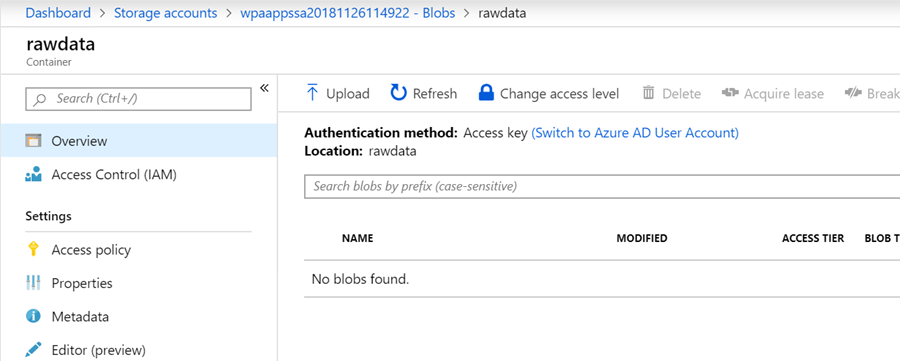 Dashboard > Storage accounts > wpaappssa20181126114922 - Blobs > rawdata
rawdata
Container
Search (Ctrl+/)
«
Upload Refresh Change access level Delete Acquire lease Break
Overview
Authentication method: Access key (Switch to Azure AD User Account)
Location: rawdata
Access Control (IAM)
Search blobs by prefix (case-sensitive)
Settings
NAME MODIFIED ACCESS TIER BLOB T
Access policy
No blobs found.
Properties
Metadata
Editor (preview)